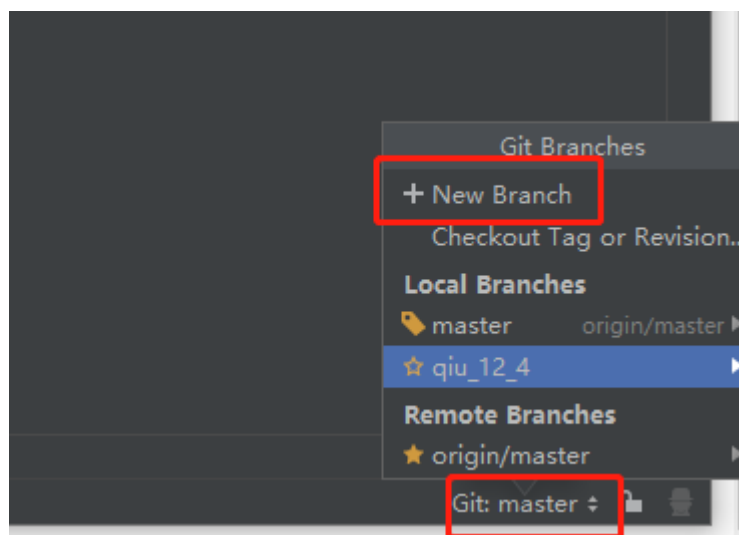 Git Branches
+ New Branch
Checkout Tag or Revision..
Local Branches
master origin/master
qiu_12_4
Remote Branches
origin/master
Git: master